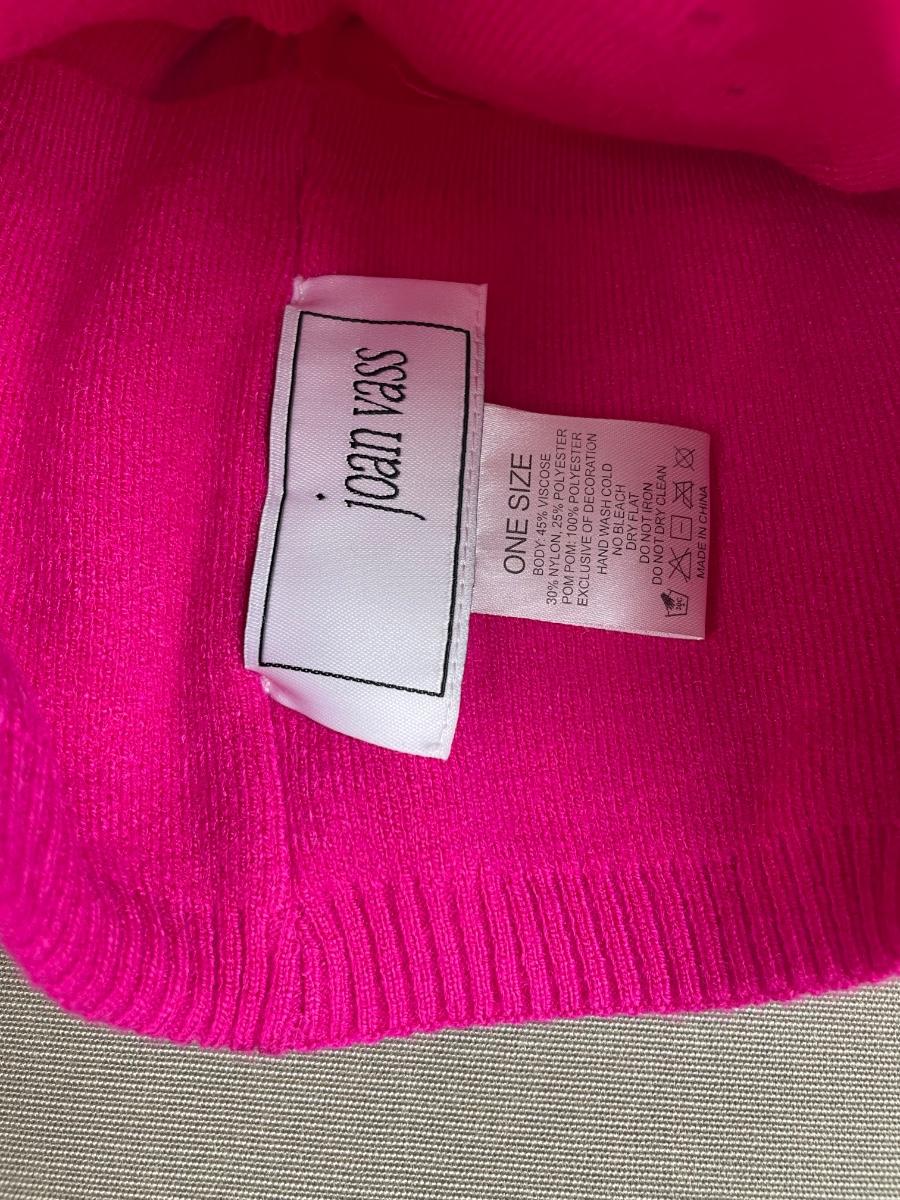 joan vass
ONE SIZE
BODY: 45% VISCOSE
30% NYLON, 25% POLYESTER
POM POM: 100% POLYESTER
EXCLUSIVE OF DECORATION
HAND WASH COLD
NO BLEACH
DRY FLAT
DO NOT IRON
DO NOT DRY CLEAN
MADE IN CHINA